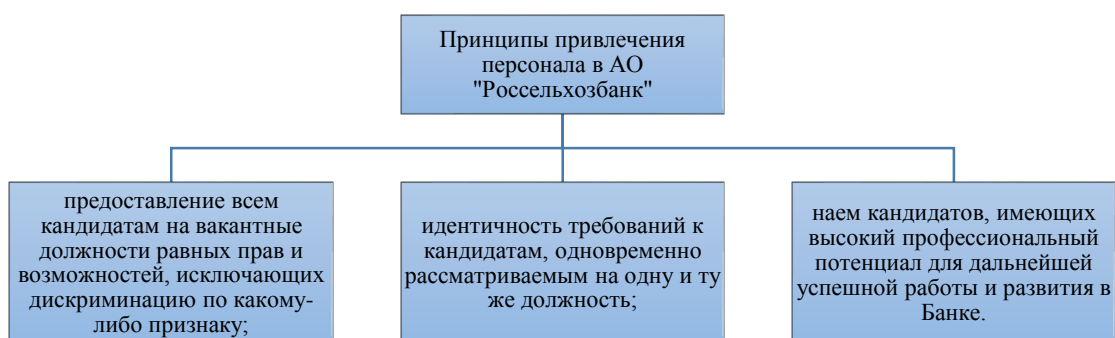 Принципы привлечения
персонала в АО
"Россельхозбанк"
предоставление всем
кандидатам на вакантные
должности равных прав и
возможностей, исключающих
дискриминацию по какому-
либо признаку;
идентичность требований к
кандидатам, одновременно
рассматриваемым на одну и ту
же должность;
наем кандидатов, имеющих
высокий профессиональный
потенциал для дальнейшей
успешной работы и развития в
Банке.